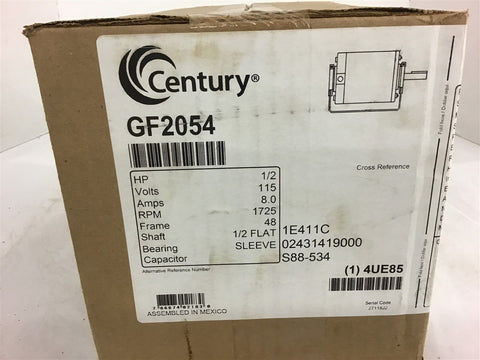 Century®
GF2054
HP 1/2
Volts 115
Amps 8.0
RPM 1725
Frame 48
Shaft 1/2 FLAT
Bearing SLEEVE
Capacitor
Cross Reference
1E411C
02431419000
S88-534
Alternative Reference Number
(1) 4UE85
ASSEMBLED IN MEXICO
Serial Code